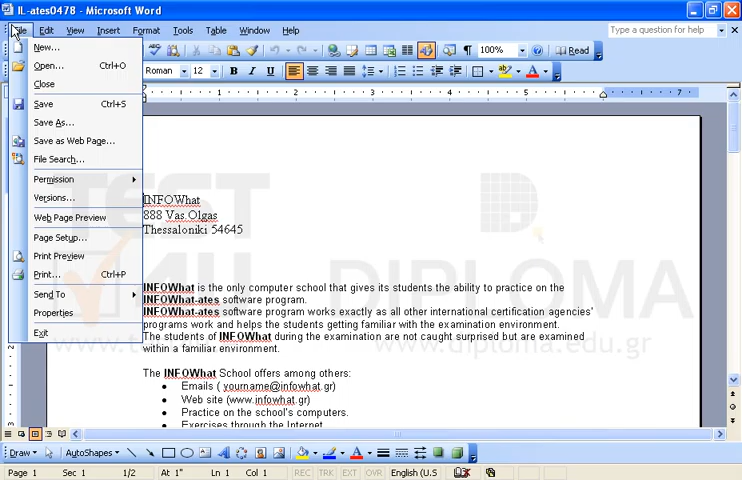 IL-ates0478 - Microsoft Word
File Edit View Insert Format Tools Table Window Help Type a question for help
100% Read
Roman 12 B I U
New...
Open... Ctrl+O
Close
Save Ctrl+S
Save As...
Save as Web Page...
File Search...
Permission
Versions...
Web Page Preview
Page Setup...
Print Preview
Print... Ctrl+P
Send To
Properties
Exit
1 2 3 4 5 6 7
TEST4U DIPLOMA
www.diploma.edu.gr
INFOWhat
888 Vas.Olgas
Thessaloniki 54645
INFOWhat is the only computer school that gives its students the ability to practice on the
INFOWhat-ates software program.
INFOWhat-ates software program works exactly as all other international certification agencies'
programs work and helps the students getting familiar with the examination environment.
The students of INFOWhat during the examination are not caught surprised but are examined
within a familiar environment.
The INFOWhat School offers among others:
• Emails ( yourname@infowhat.gr)
• Web site (www.infowhat.gr)
• Practice on the school's computers.
• Exercises through the Internet
Draw AutoShapes
Page 1 Sec 1 1/2 At 1" Ln 1 Col 1 REC TRK EXT OVR English (U.S